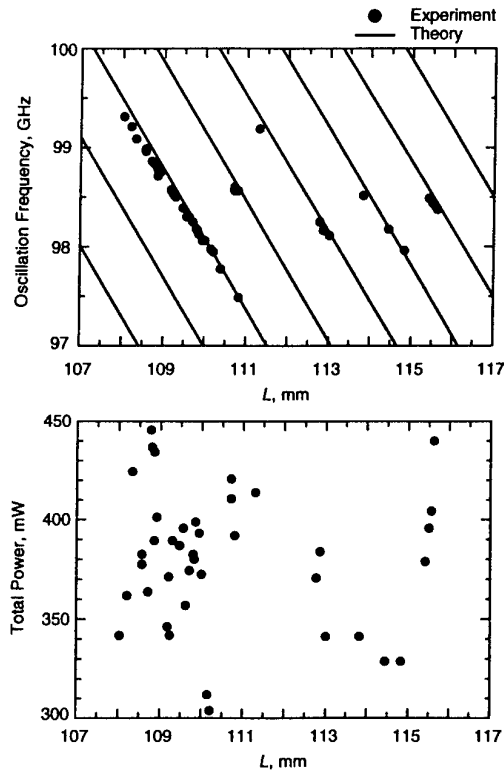 Experiment
Theory
100
99
98
97
Oscillation Frequency, GHz
107 109 111 113 115 117
L, mm
450
400
350
300
Total Power, mW
107 109 111 113 115 117
L, mm